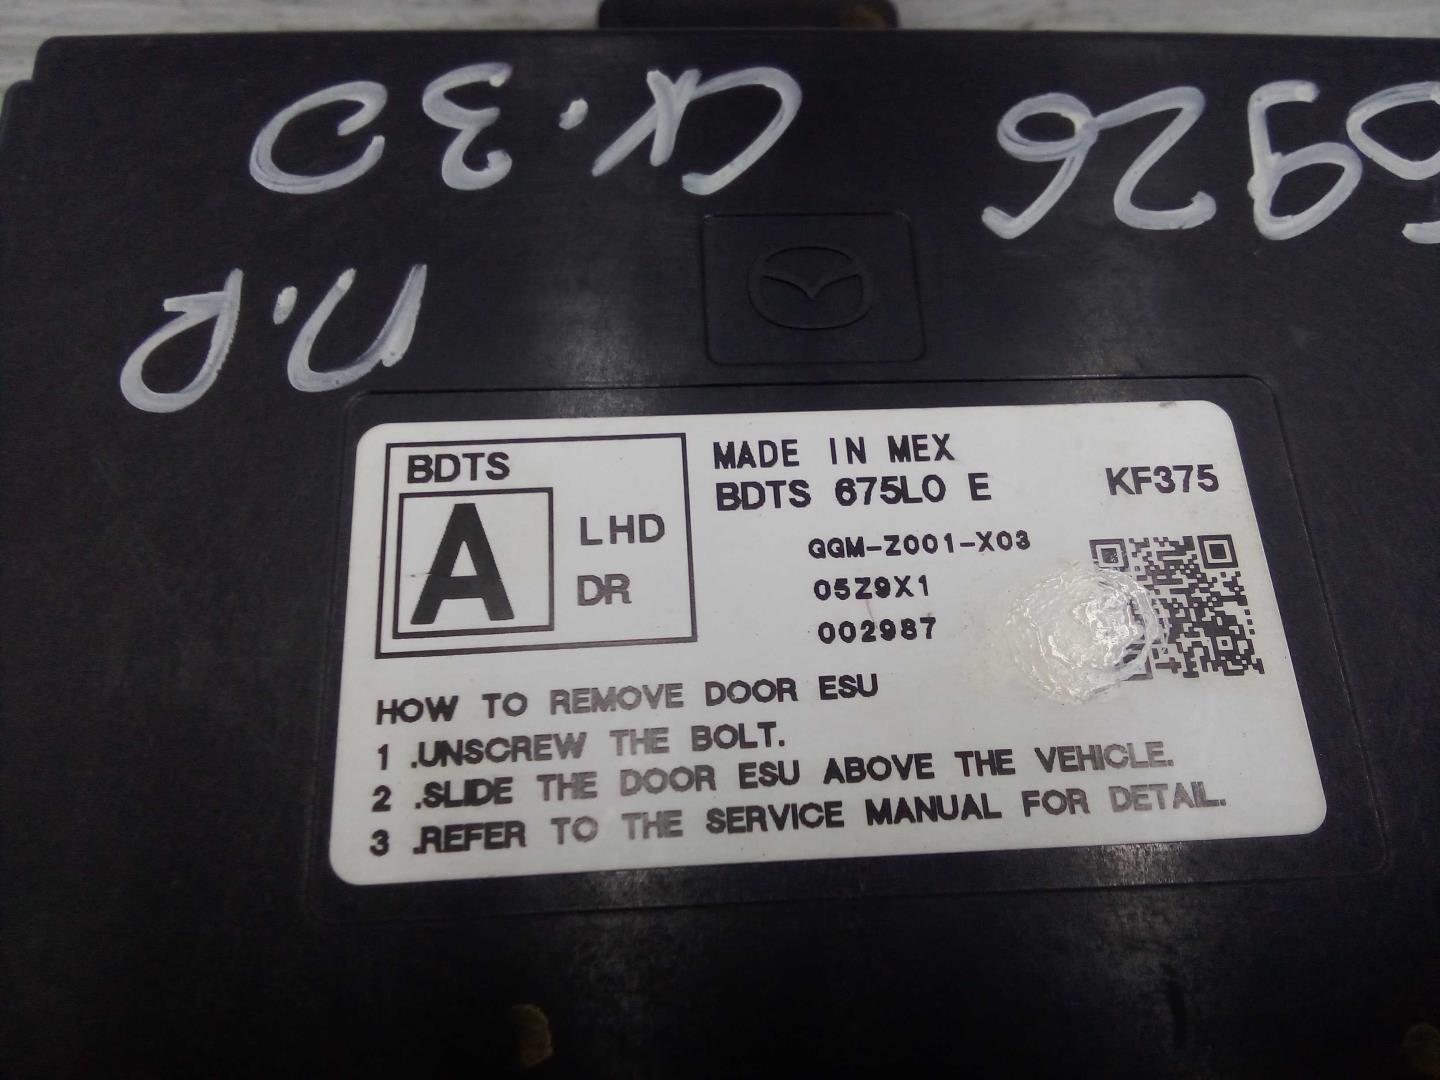 CX.30
П.Р
BDTS
A
LHD
DR
MADE IN MEX
BDTS 675L0 E
KF375
GGM-Z001-X03
05Z9X1
002987
HOW TO REMOVE DOOR ESU
1 .UNSCREW THE BOLT.
2 .SLIDE THE DOOR ESU ABOVE THE VEHICLE.
3 .REFER TO THE SERVICE MANUAL FOR DETAIL.